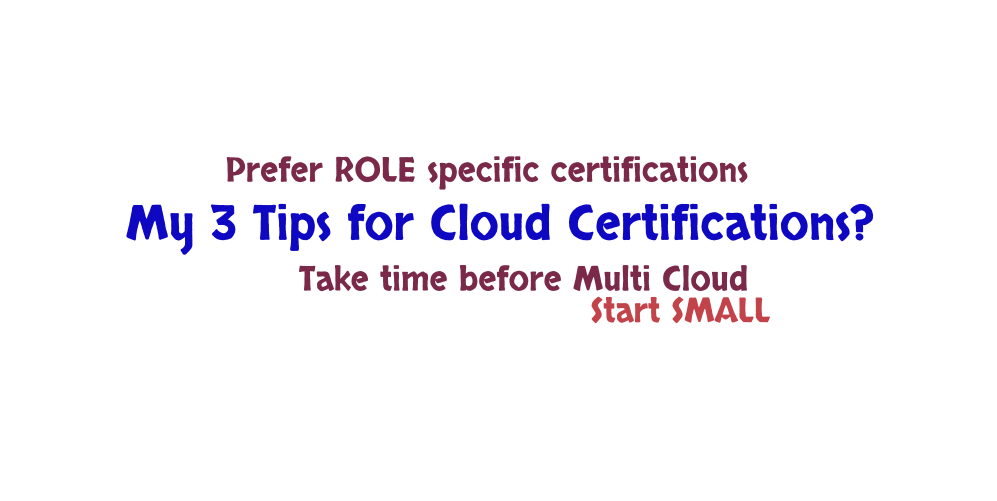 Prefer ROLE specific certifications
My 3 Tips for Cloud Certifications?
Take time before Multi Cloud
Start SMALL